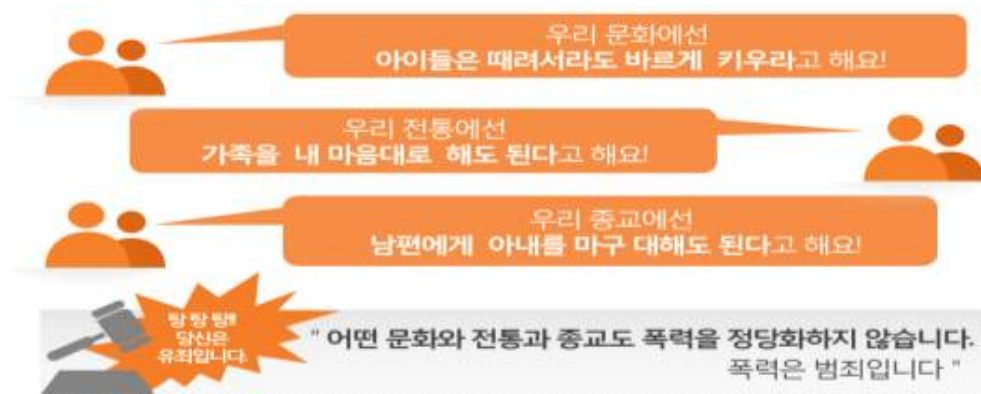 우리 문화에선
아이들은 때려서라도 바르게 키우라고 해요!
우리 전통에선
가족을 내 마음대로 해도 된다고 해요!
우리 종교에선
남편에게 아내를 마구 대해도 된다고 해요!
탕 탕 탕!!
당신은
유죄입니다.
" 어떤 문화와 전통과 종교도 폭력을 정당화하지 않습니다.
폭력은 범죄입니다 "